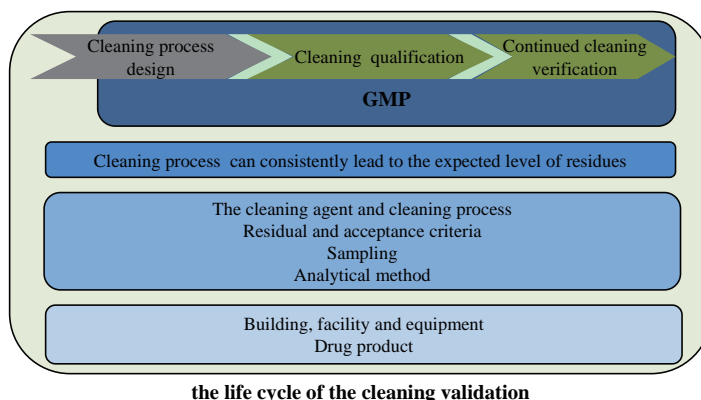 Cleaning process
design
Cleaning qualification
Continued cleaning
verification
GMP
Cleaning process can consistently lead to the expected level of residues
The cleaning agent and cleaning process
Residual and acceptance criteria
Sampling
Analytical method
Building, facility and equipment
Drug product
the life cycle of the cleaning validation